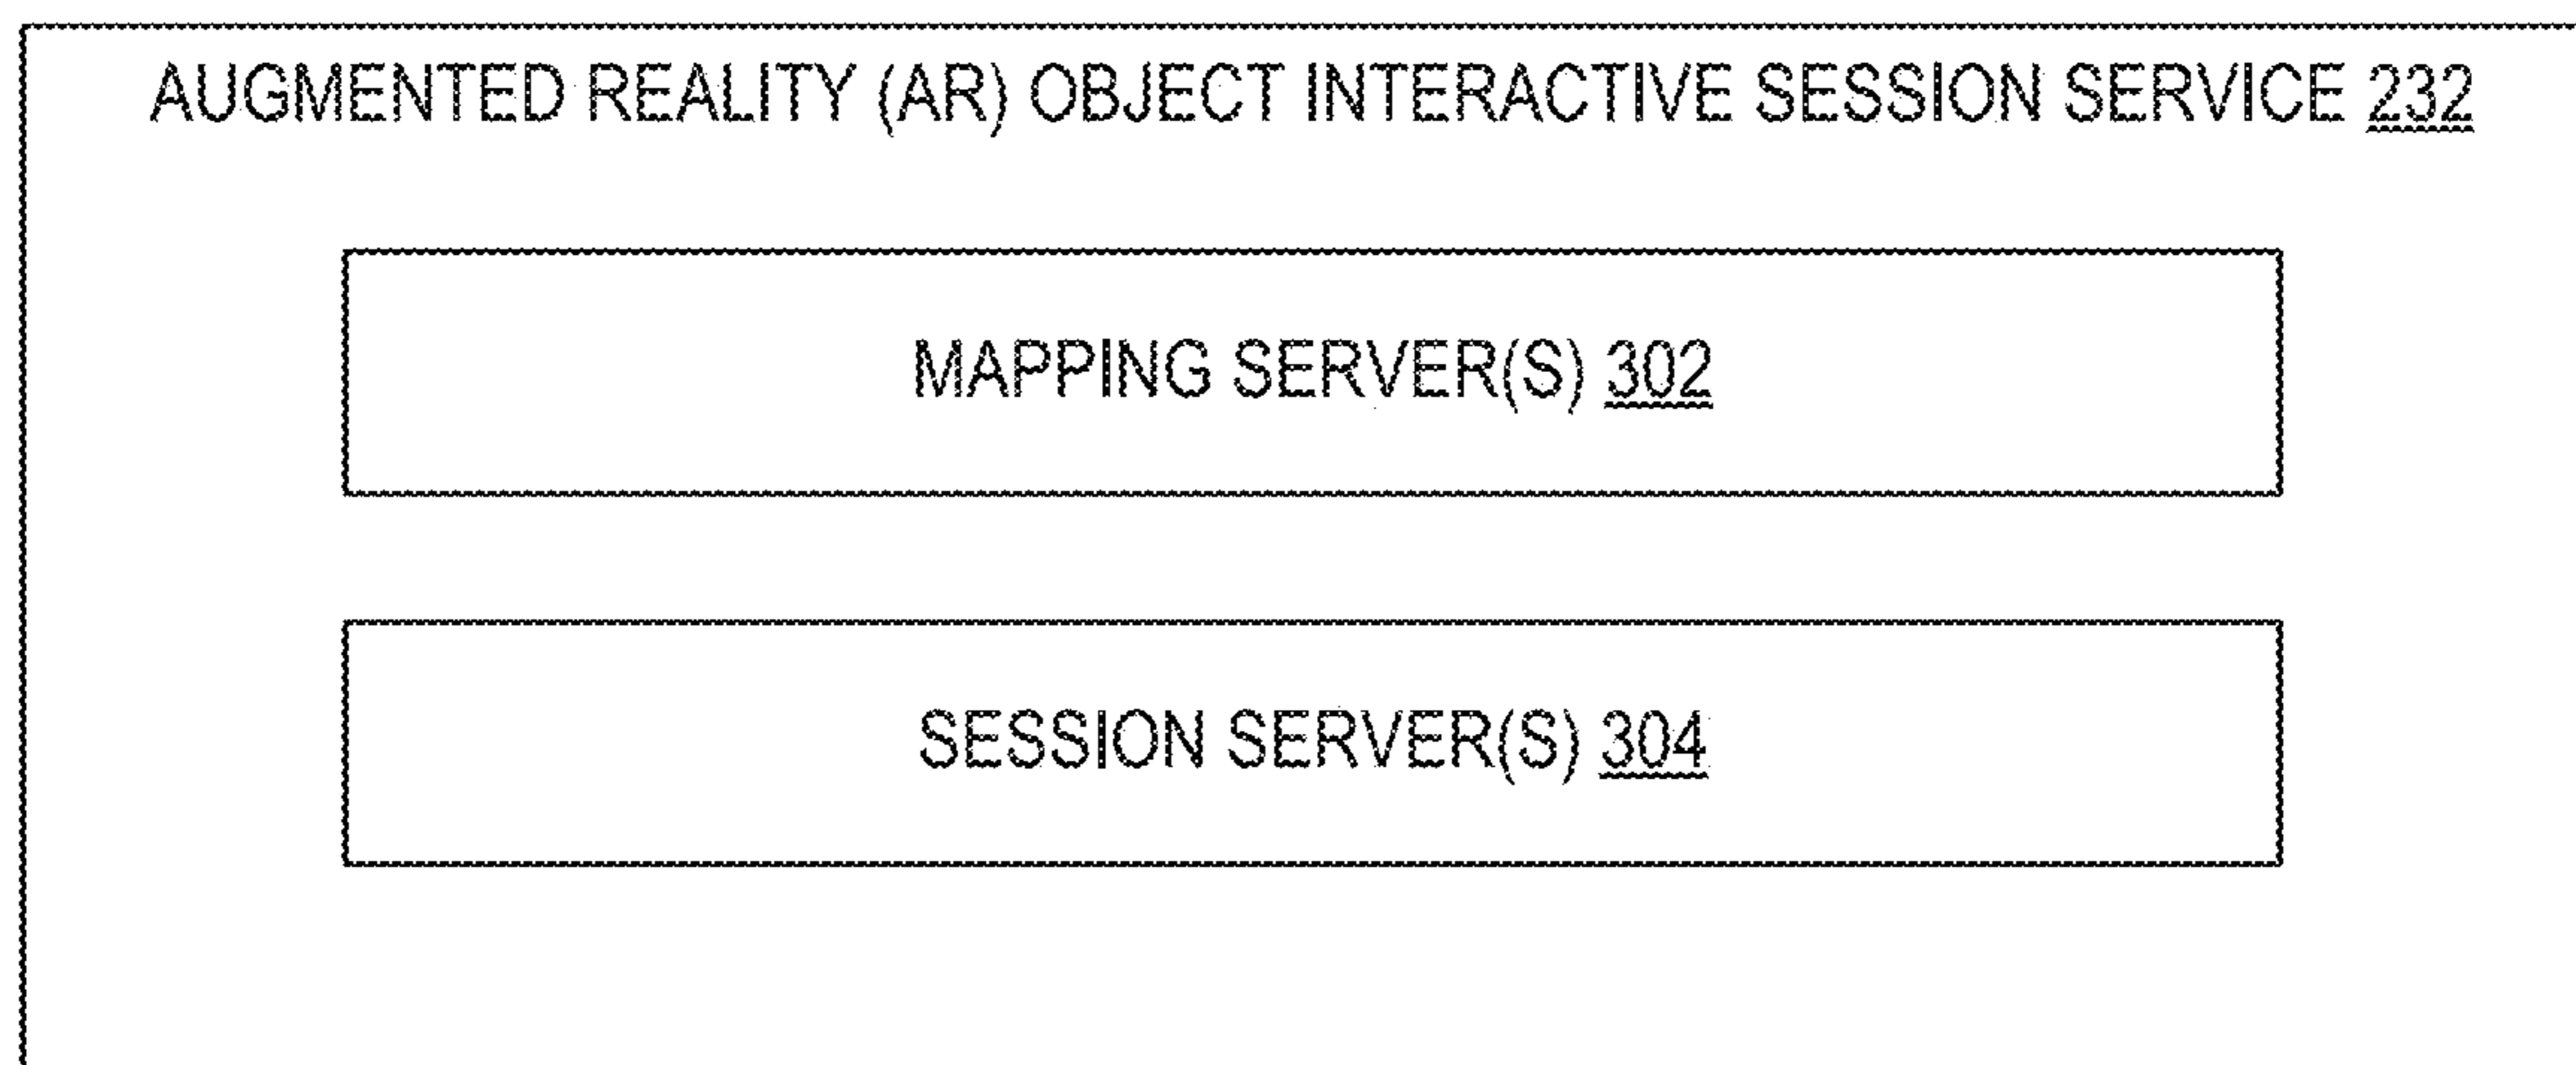 AUGMENTED REALITY (AR) OBJECT INTERACTIVE SESSION SERVICE 232
MAPPING SERVER(S) 302
SESSION SERVER(S) 304